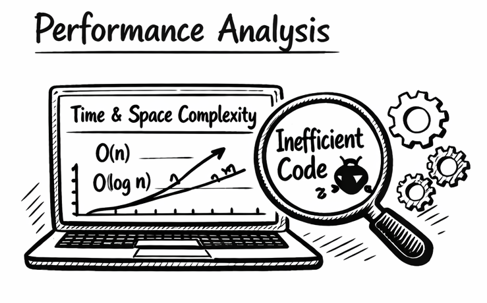 Performance Analysis
Time & Space Complexity
O(n)
O(log n)
Inefficient
Code